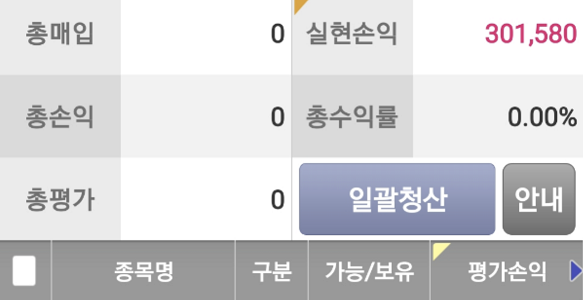 총매입 0 실현손익 301,580
총손익 0 총수익률 0.00%
총평가 0 일괄청산 안내
종목명 구분 가능/보유 평가손익